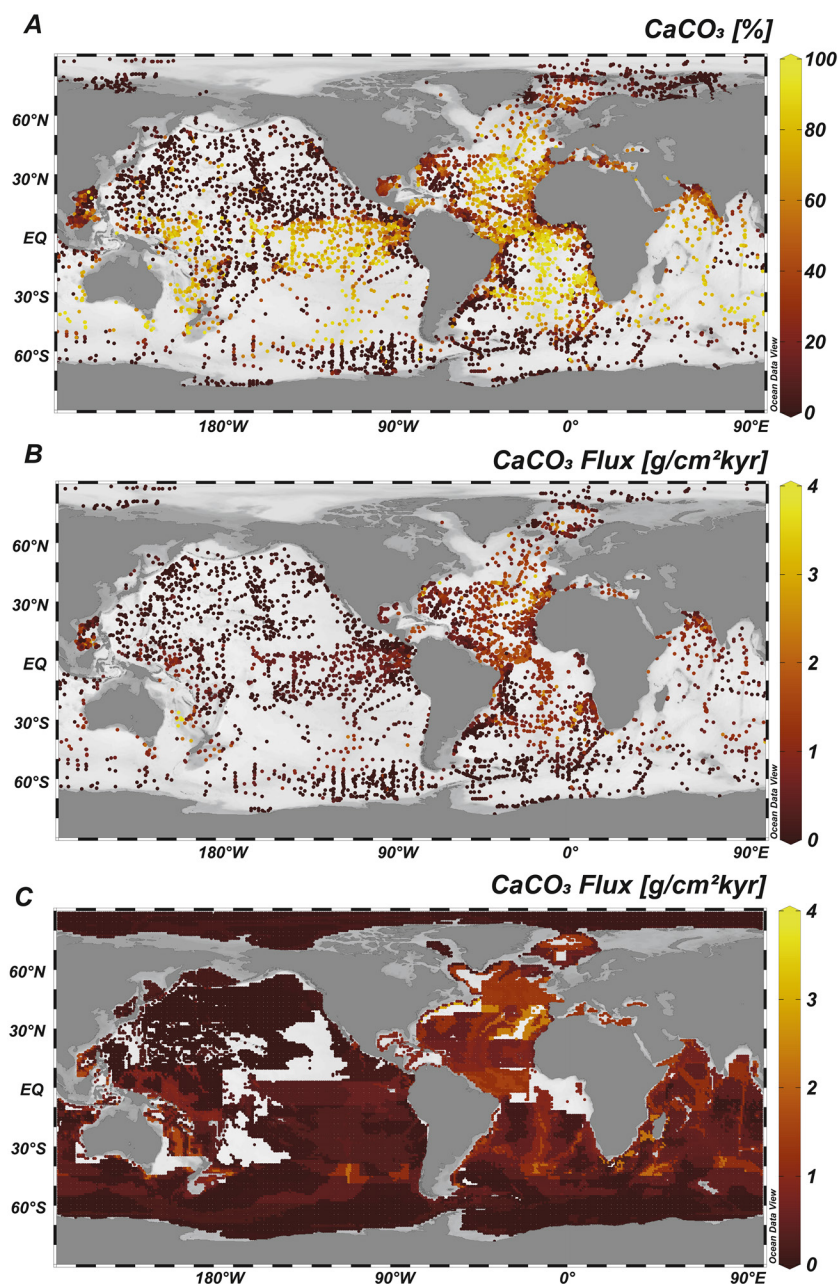 A
CaCO₃ [%]
100
80
60
40
20
0
60°N
30°N
EQ
30°S
60°S
180°W
90°W
0°
90°E
Ocean Data View
B
CaCO₃ Flux [g/cm²kyr]
4
3
2
1
0
60°N
30°N
EQ
30°S
60°S
180°W
90°W
0°
90°E
Ocean Data View
C
CaCO₃ Flux [g/cm²kyr]
4
3
2
1
0
60°N
30°N
EQ
30°S
60°S
180°W
90°W
0°
90°E
Ocean Data View